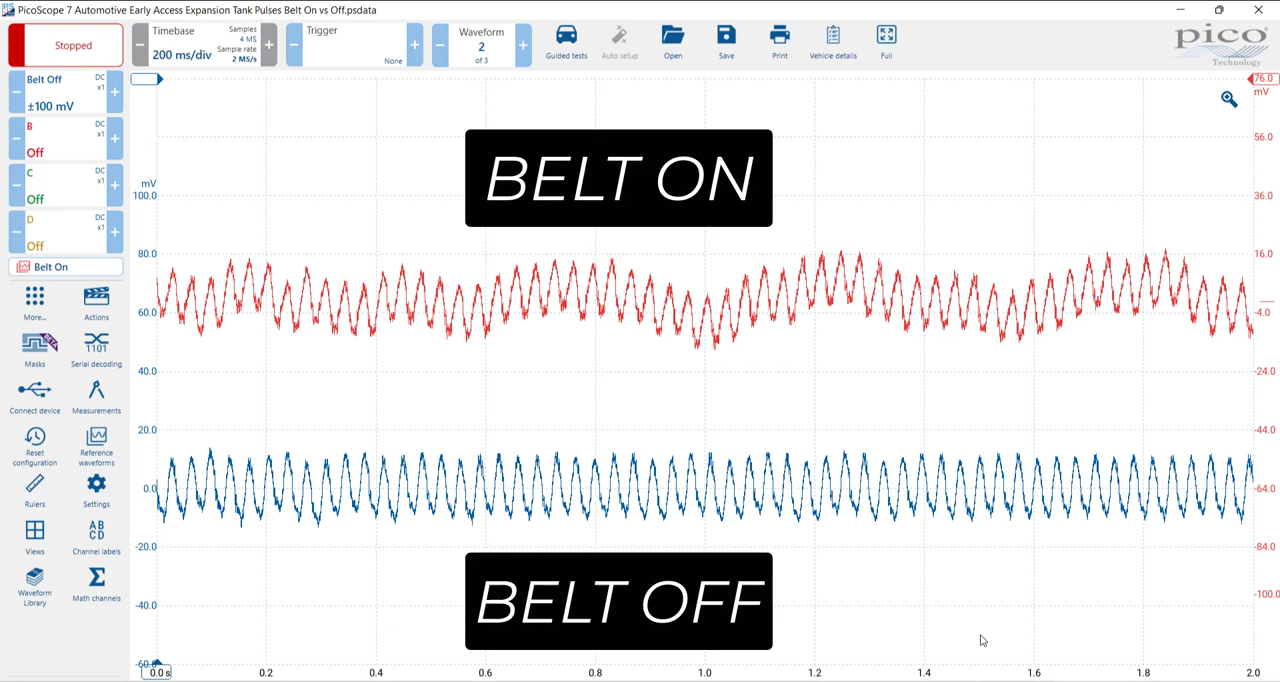 PicoScope 7 Automotive Early Access Expansion Tank Pulses Belt On vs Off.psdata
Stopped
Timebase
200 ms/div
Samples
4 MS
Sample rate
2 MS/s
Trigger
None
Waveform
2
of 3
Guided tests
Auto setup
Open
Save
Print
Vehicle details
Full
pico
Technology
Belt Off
DC
x1
±100 mV
B
DC
x1
Off
C
DC
x1
Off
D
DC
x1
Off
Belt On
More...
Actions
Masks
BETA
Serial decoding
1101
Connect device
Measurements
Reset
configuration
Reference
waveforms
Rulers
Settings
Views
AB
CD
Channel labels
Waveform
Library
Math channels
mV
100.0
80.0
60.0
40.0
20.0
0.0
-20.0
-40.0
-60.0
76.0
mV
56.0
36.0
16.0
-4.0
-24.0
-44.0
-64.0
-84.0
-100.0
BELT ON
BELT OFF
0.0 s
0.2
0.4
0.6
0.8
1.0
1.2
1.4
1.6
1.8
2.0